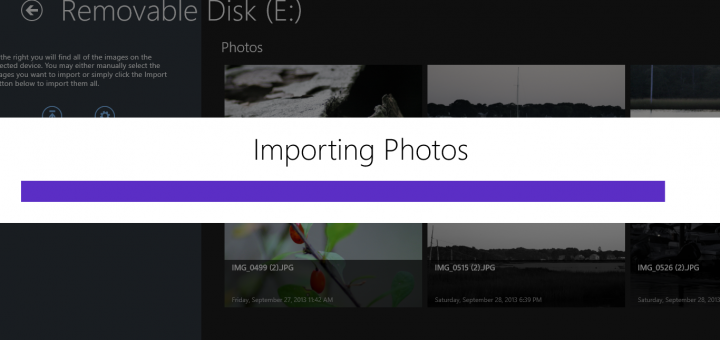 Removable Disk (E:)
Photos
the right you will find all of the images on the
ected device. You may either manually select the
ages you want to import or simply click the Import
tton below to import them all.
Importing Photos
IMG_0499 (2).JPG
IMG_0515 (2).JPG
IMG_0526 (2).JPG
Friday, September 27, 2013 11:42 AM
Saturday, September 28, 2013 6:39 PM
Saturday, September 28, 2013